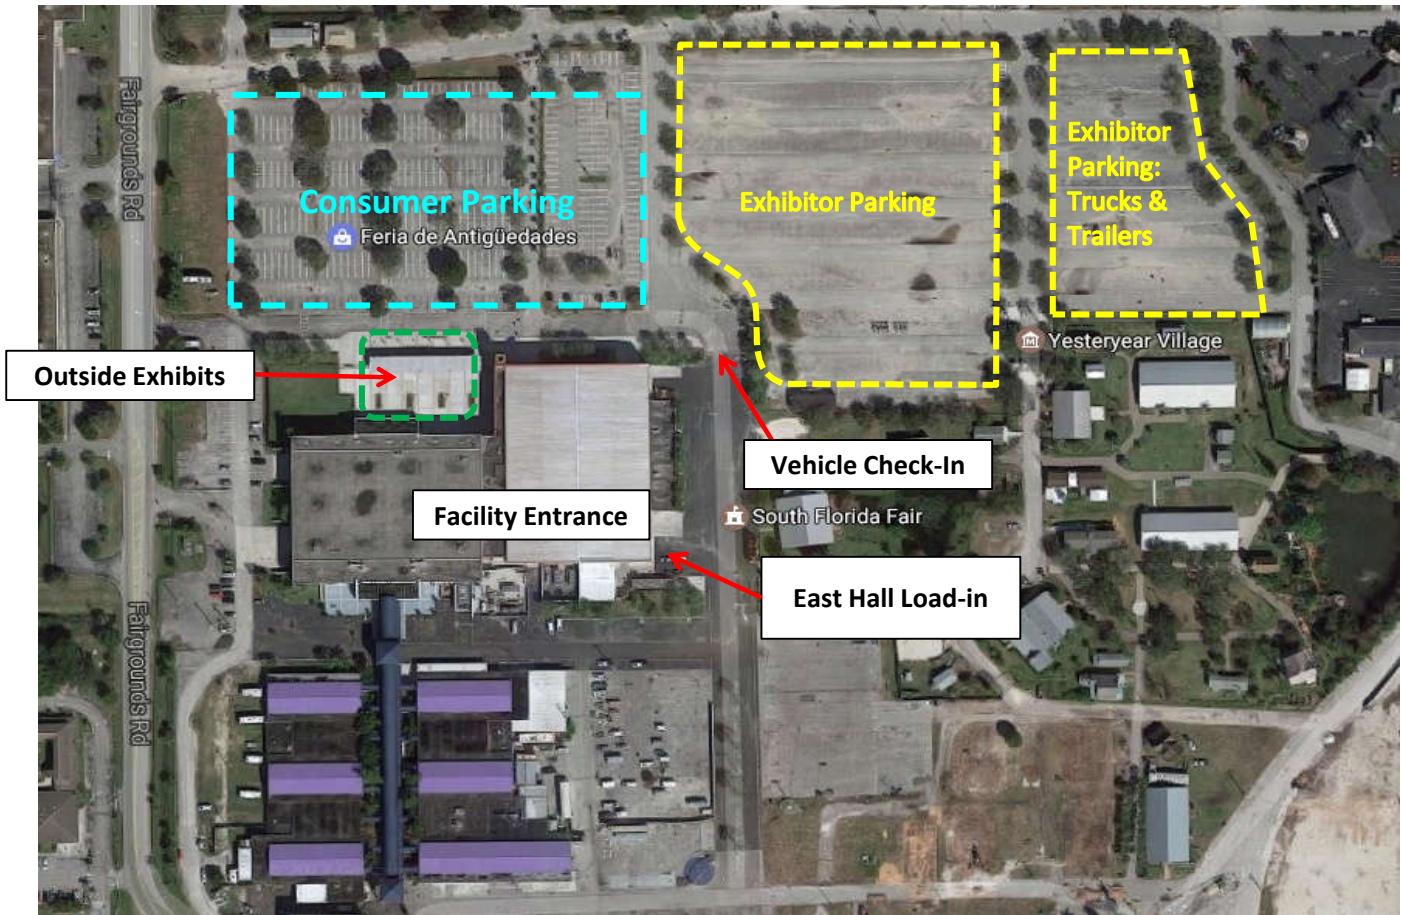 Fairgrounds Rd
Consumer Parking
Feria de Antigüedades
Exhibitor Parking
Exhibitor
Parking:
Trucks &
Trailers
Outside Exhibits
Yesteryear Village
Vehicle Check-In
Facility Entrance
South Florida Fair
East Hall Load-in
Fairgrounds Rd